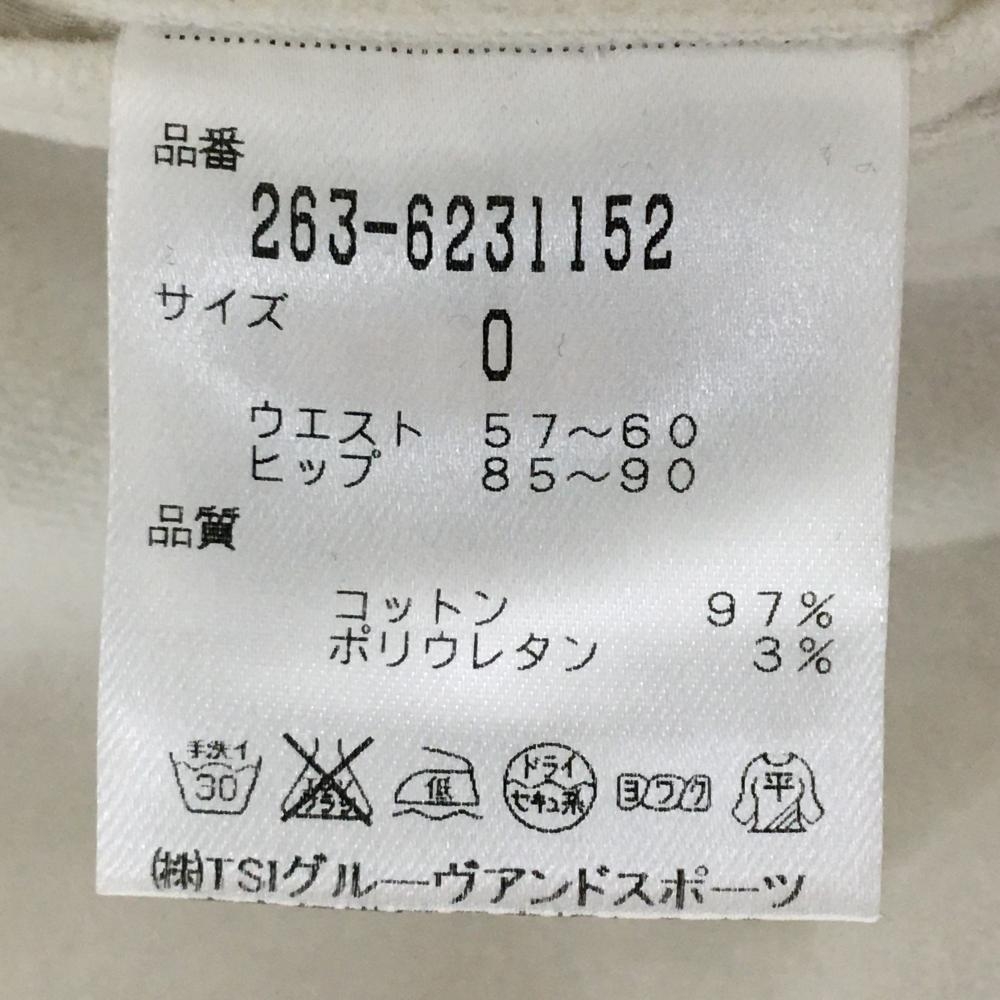 品番
263-6231152
サイズ
0
ウエスト 57〜60
ヒップ 85〜90
品質
コットン 97%
ポリウレタン 3%
手洗イ 30
低
ドライ セキユ系
ヨワク
平
(株)TSIグルーヴアンドスポーツ